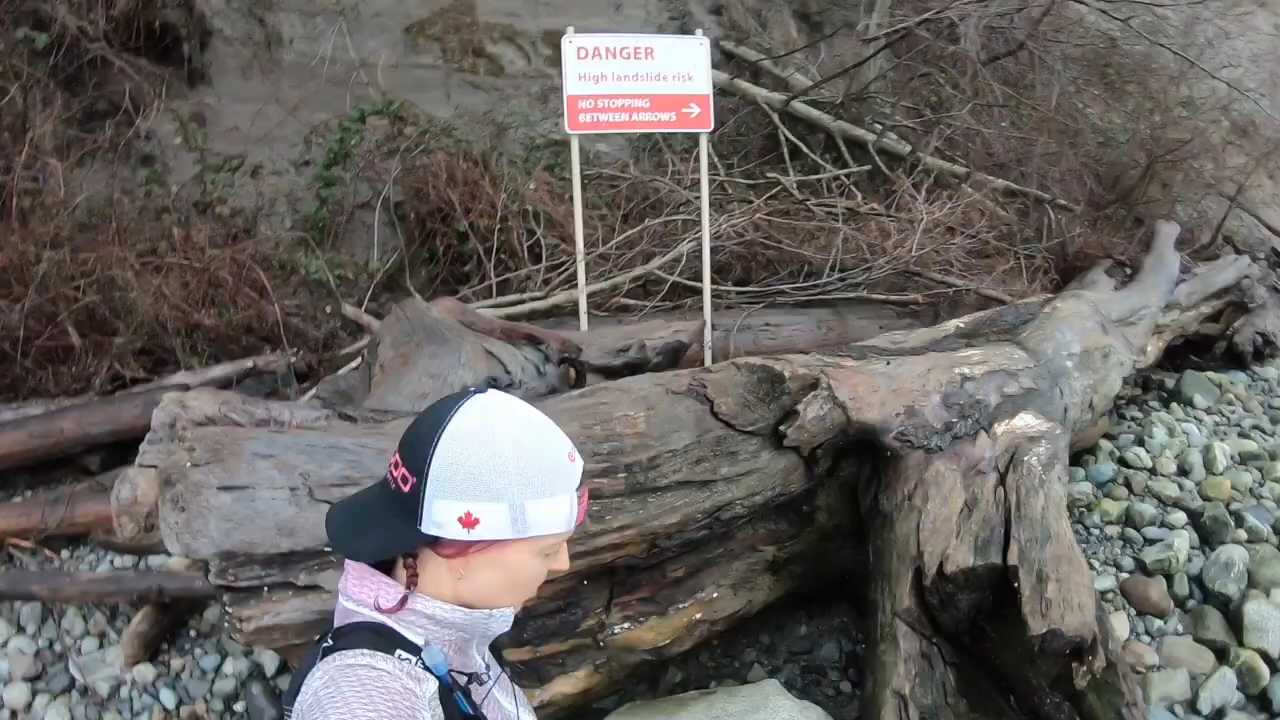 DANGER
High landslide risk
NO STOPPING
BETWEEN ARROWS →